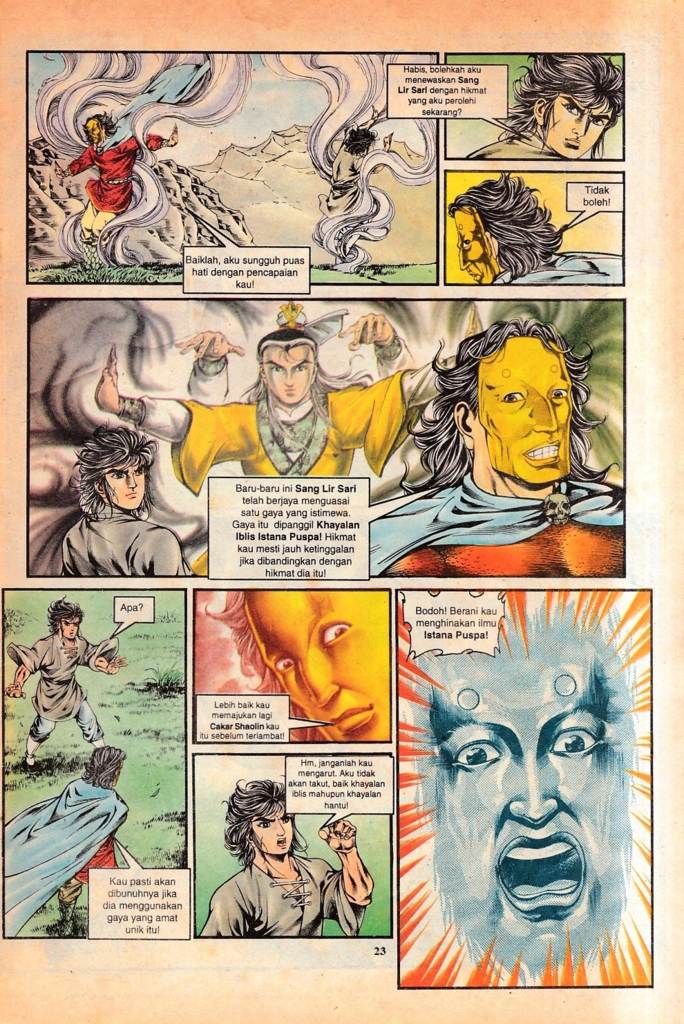 Baiklah, aku sungguh puas
hati dengan pencapaian
kau!
Habis, bolehkah aku
menewaskan Sang
Lir Sari dengan hikmat
yang aku perolehi
sekarang?
Tidak
boleh!
Baru-baru ini Sang Lir Sari
telah berjaya menguasai
satu gaya yang istimewa.
Gaya itu dipanggil Khayalan
Iblis Istana Puspa! Hikmat
kau mesti jauh ketinggalan
jika dibandingkan dengan
hikmat dia itu!
Apa?
Kau pasti akan
dibunuhnya jika
dia menggunakan
gaya yang amat
unik itu!
Lebih baik kau
memajukan lagi
Cakar Shaolin kau
itu sebelum terlambat!
Hm, janganlah kau
mengarut. Aku tidak
akan takut, baik khayalan
iblis mahupun khayalan
hantu!
Bodoh! Berani kau
menghinakan ilmu
Istana Puspa!
23